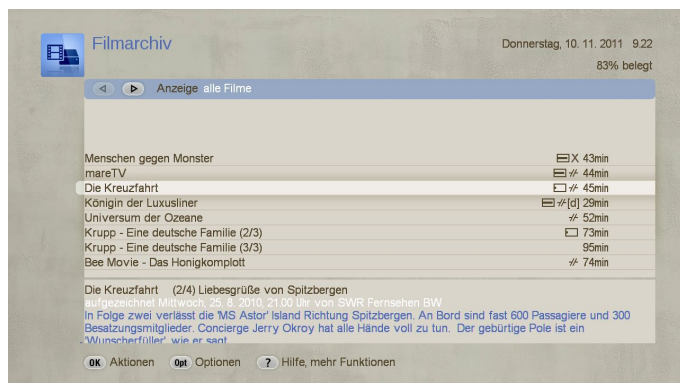 Filmarchiv
Donnerstag, 10. 11. 2011 9.22
83% belegt
Anzeige alle Filme
Menschen gegen Monster X 43min
mareTV 44min
Die Kreuzfahrt 45min
Königin der Luxusliner [d] 29min
Universum der Ozeane 52min
Krupp - Eine deutsche Familie (2/3) 73min
Krupp - Eine deutsche Familie (3/3) 95min
Bee Movie - Das Honigkomplott 74min
Die Kreuzfahrt (2/4) Liebesgrüße von Spitzbergen
aufgezeichnet Mittwoch, 25. 8. 2010, 21.00 Uhr von SWR Fernsehen BW
In Folge zwei verlässt die 'MS Astor' Island Richtung Spitzbergen. An Bord sind fast 600 Passagiere und 300
Besatzungsmitglieder. Concierge Jerry Okroy hat alle Hände voll zu tun. Der gebürtige Pole ist ein
'Wunscherfüller', wie er sagt
OK Aktionen Opt Optionen ? Hilfe, mehr Funktionen